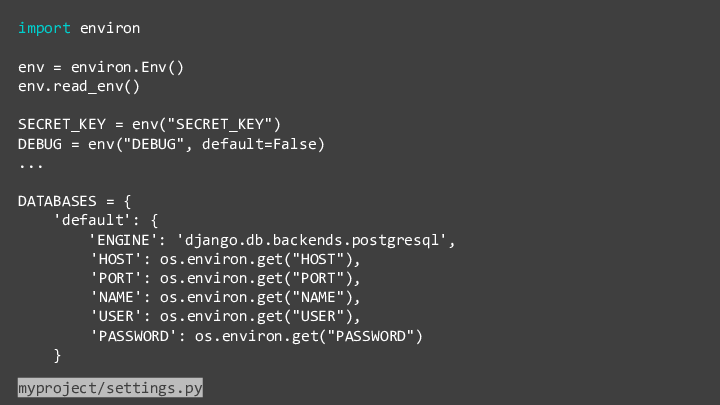 import environ
env = environ.Env()
env.read_env()
SECRET_KEY = env("SECRET_KEY")
DEBUG = env("DEBUG", default=False)
...
DATABASES = {
    'default': {
        'ENGINE': 'django.db.backends.postgresql',
        'HOST': os.environ.get("HOST"),
        'PORT': os.environ.get("PORT"),
        'NAME': os.environ.get("NAME"),
        'USER': os.environ.get("USER"),
        'PASSWORD': os.environ.get("PASSWORD")
    }
myproject/settings.py